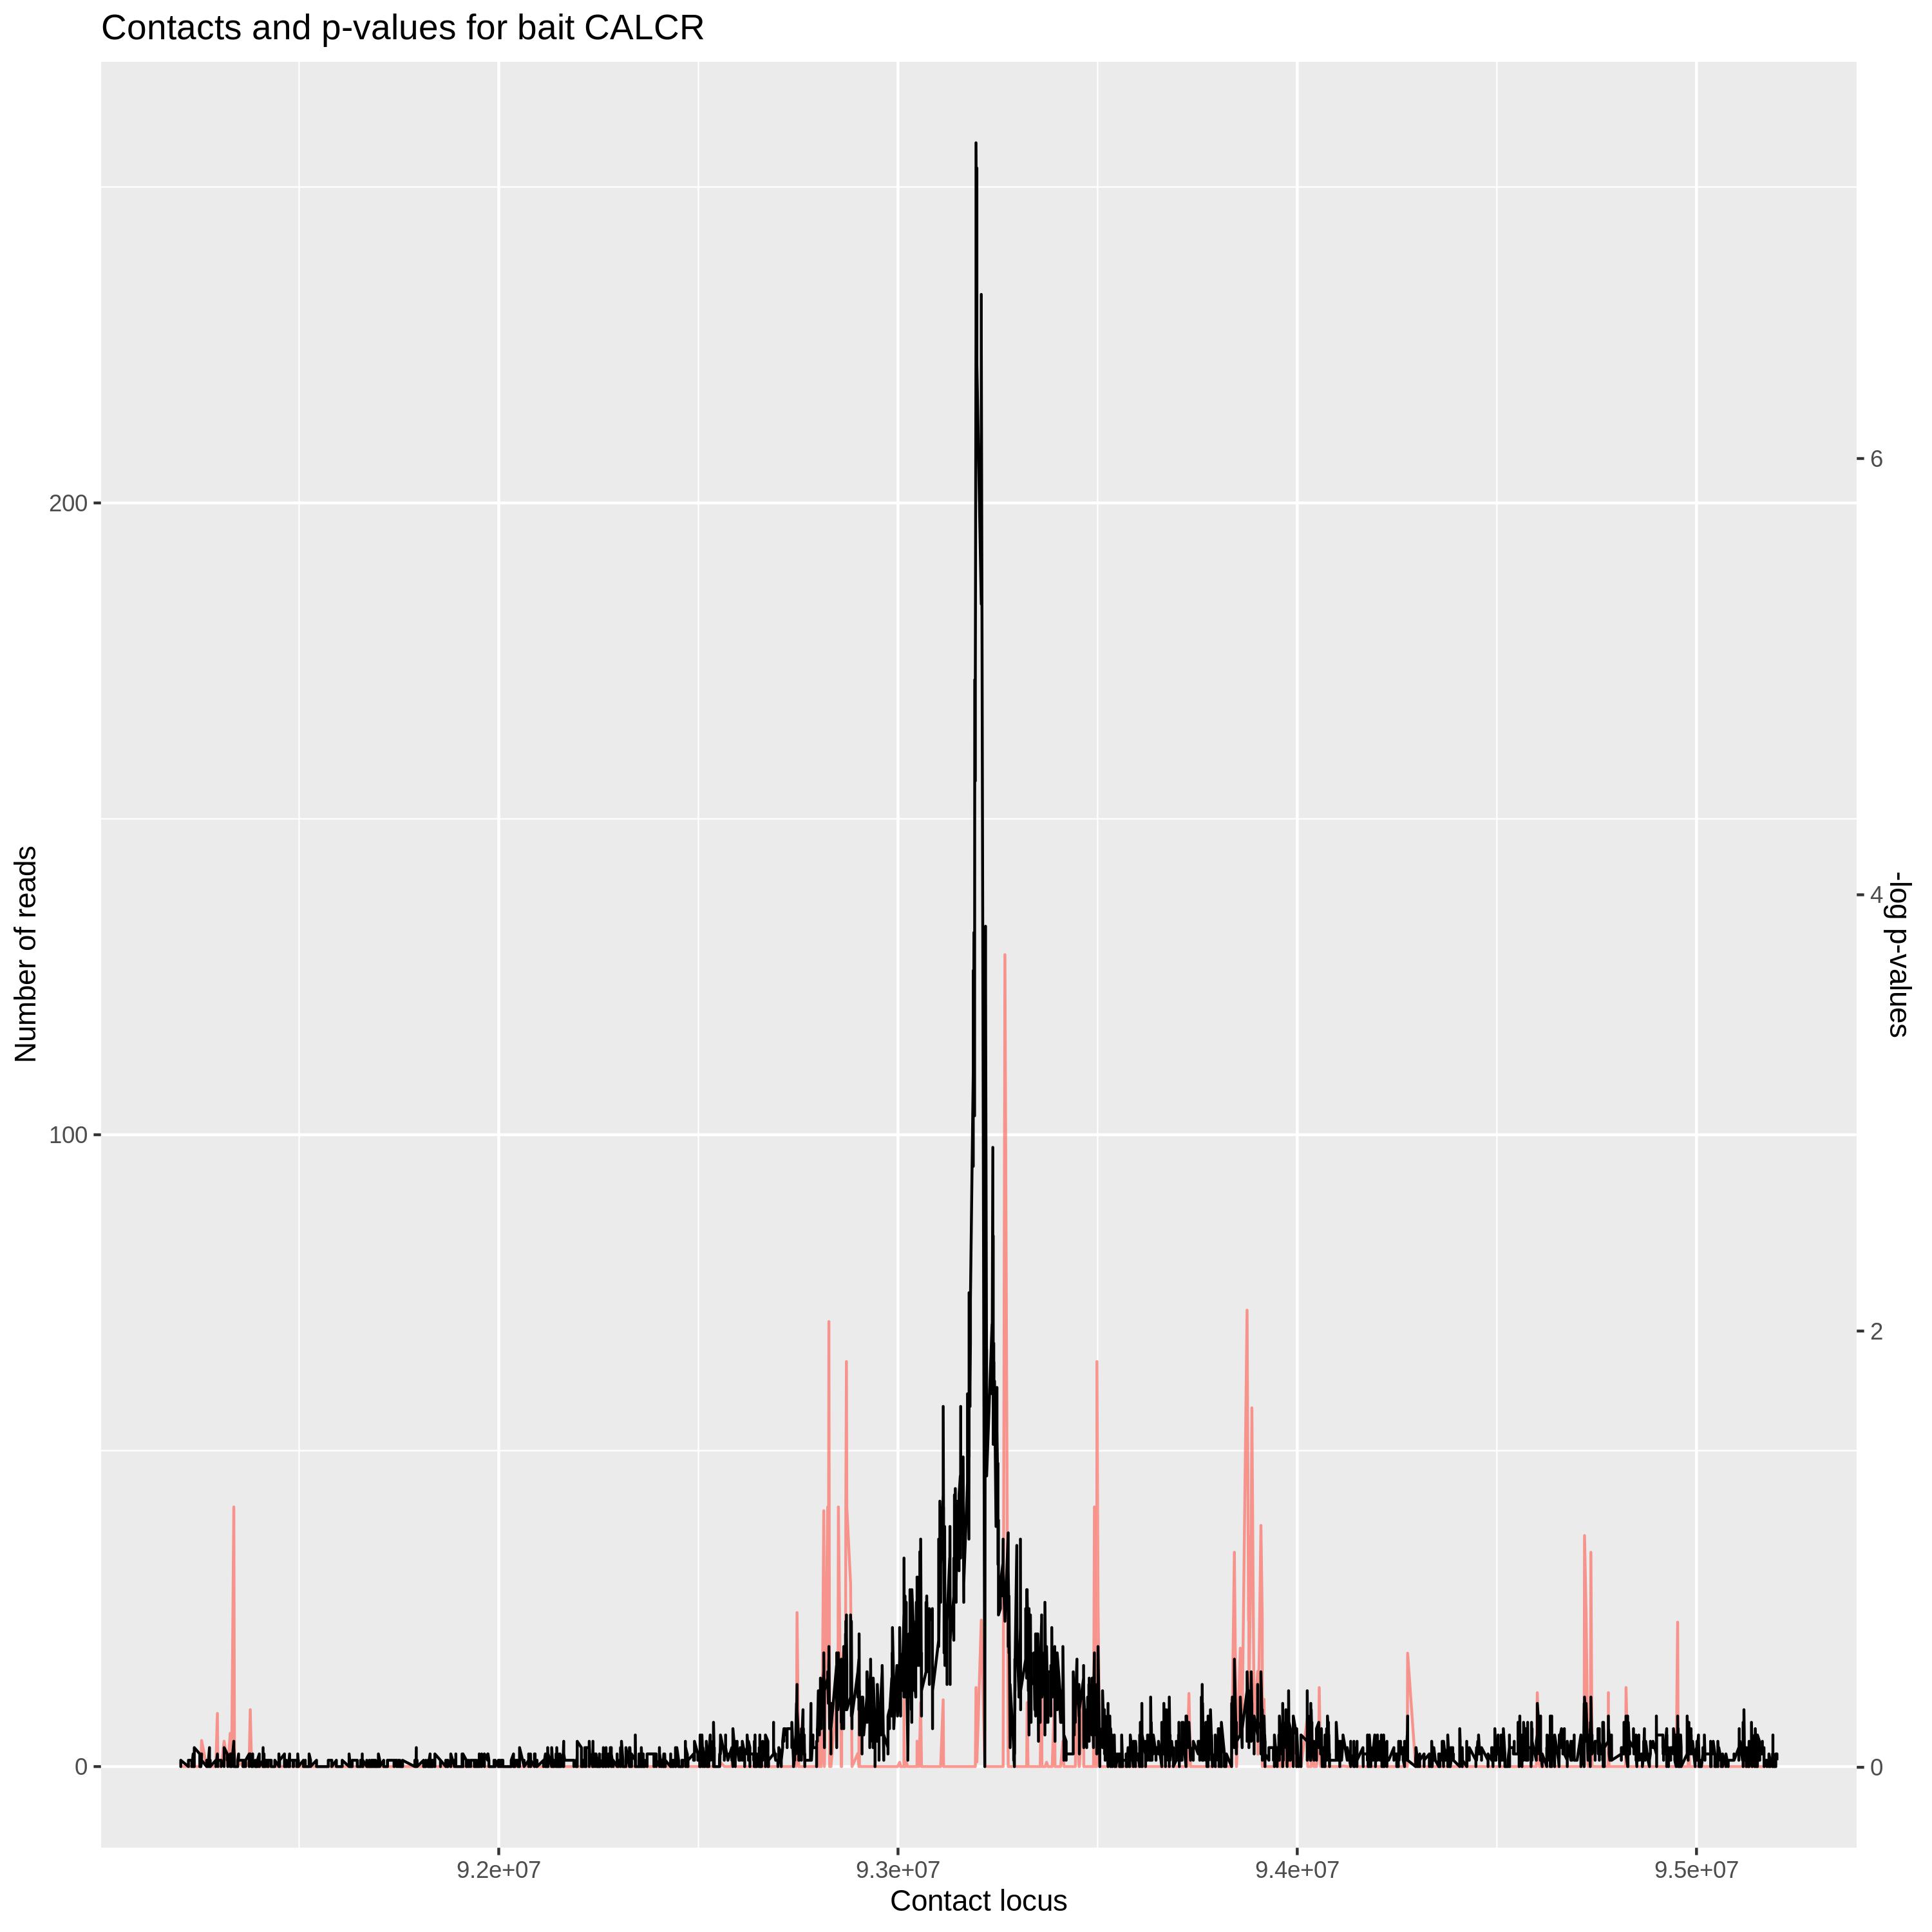 Contacts and p-values for bait CALCR
Number of reads
200
100
0
6
4
2
0
-log p-values
9.2e+07
9.3e+07
9.4e+07
9.5e+07
Contact locus